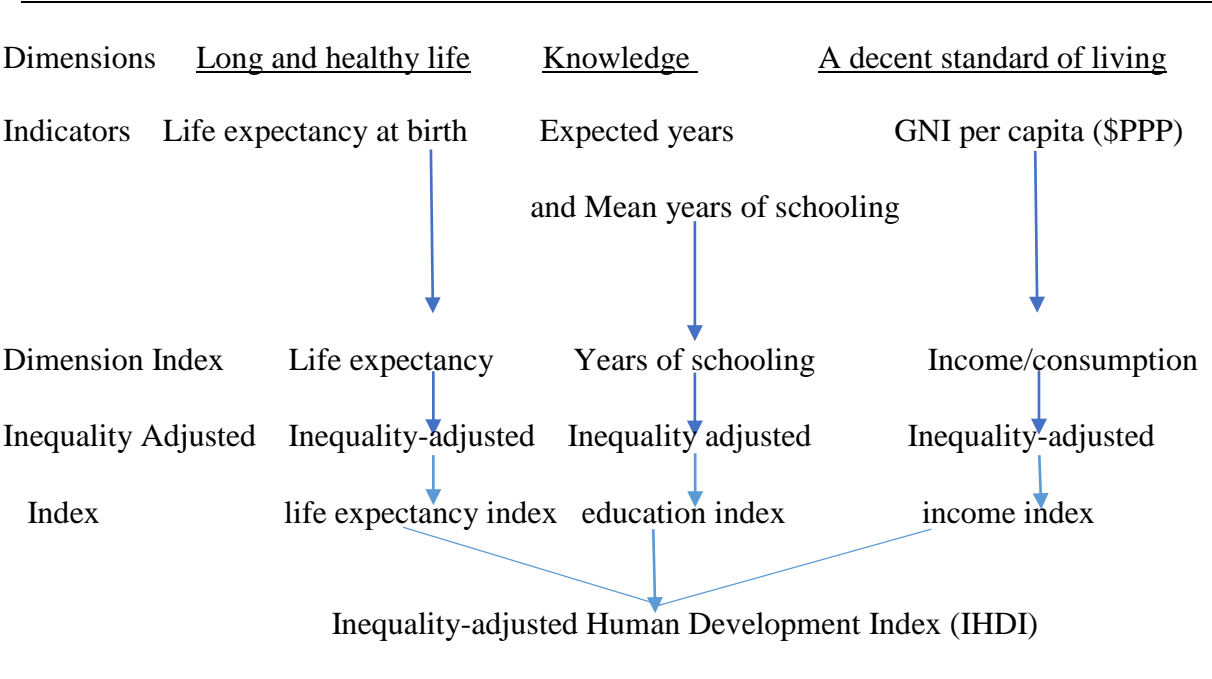 Dimensions Long and healthy life Knowledge A decent standard of living
Indicators Life expectancy at birth Expected years GNI per capita ($PPP)
and Mean years of schooling
Dimension Index Life expectancy Years of schooling Income/consumption
Inequality Adjusted Inequality-adjusted Inequality adjusted Inequality-adjusted
Index life expectancy index education index income index
Inequality-adjusted Human Development Index (IHDI)